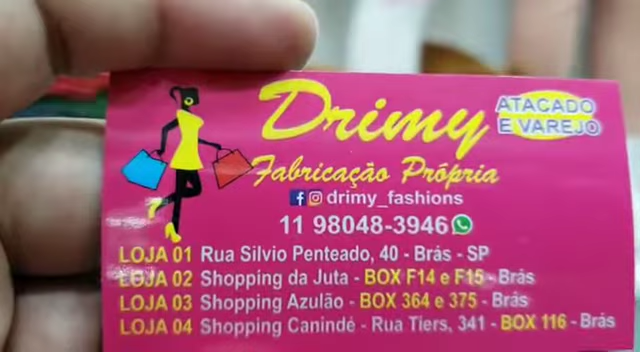 Drimy
ATACADO
E VAREJO
Fabricação Própria
drimy_fashions
11 98048-3946
LOJA 01 Rua Silvio Penteado, 40 - Brás - SP
LOJA 02 Shopping da Juta - BOX F14 e F15 - Brás
LOJA 03 Shopping Azulão - BOX 364 e 375 - Brás
LOJA 04 Shopping Canindé - Rua Tiers, 341 - BOX 116 - Brás